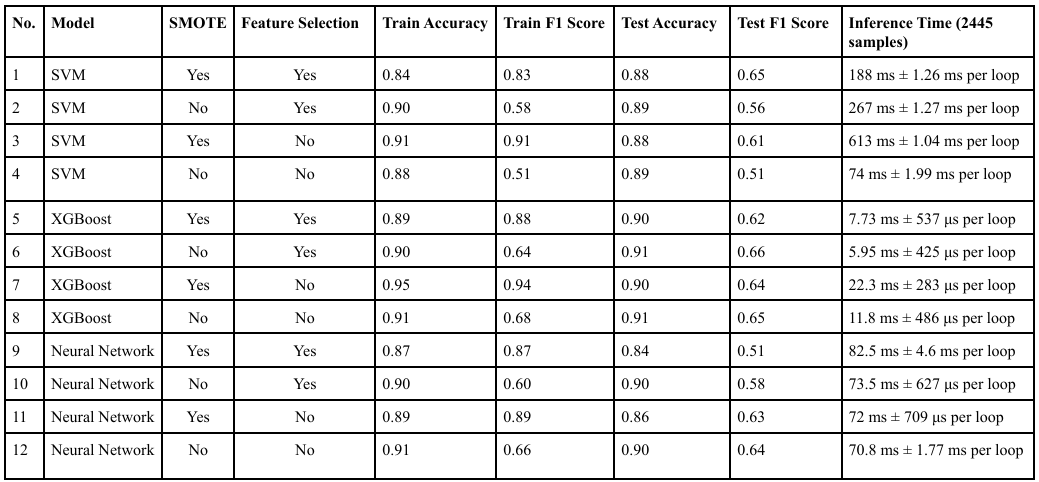 No. Model SMOTE Feature Selection Train Accuracy Train F1 Score Test Accuracy Test F1 Score Inference Time (2445
samples)
1 SVM Yes Yes 0.84 0.83 0.88 0.65 188 ms ± 1.26 ms per loop
2 SVM No Yes 0.90 0.58 0.89 0.56 267 ms ± 1.27 ms per loop
3 SVM Yes No 0.91 0.91 0.88 0.61 613 ms ± 1.04 ms per loop
4 SVM No No 0.88 0.51 0.89 0.51 74 ms ± 1.99 ms per loop
5 XGBoost Yes Yes 0.89 0.88 0.90 0.62 7.73 ms ± 537 μs per loop
6 XGBoost No Yes 0.90 0.64 0.91 0.66 5.95 ms ± 425 μs per loop
7 XGBoost Yes No 0.95 0.94 0.90 0.64 22.3 ms ± 283 μs per loop
8 XGBoost No No 0.91 0.68 0.91 0.65 11.8 ms ± 486 μs per loop
9 Neural Network Yes Yes 0.87 0.87 0.84 0.51 82.5 ms ± 4.6 ms per loop
10 Neural Network No Yes 0.90 0.60 0.90 0.58 73.5 ms ± 627 μs per loop
11 Neural Network Yes No 0.89 0.89 0.86 0.63 72 ms ± 709 μs per loop
12 Neural Network No No 0.91 0.66 0.90 0.64 70.8 ms ± 1.77 ms per loop